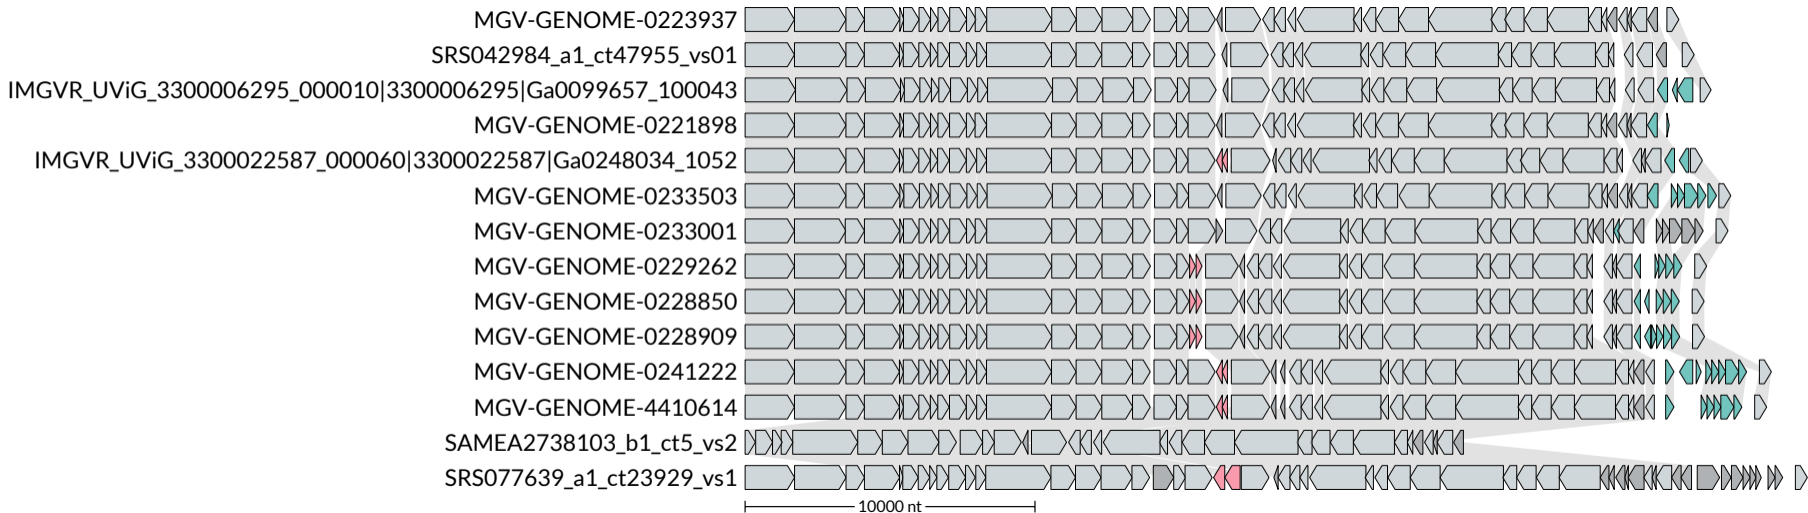 MGV-GENOME-0223937
SRS042984_a1_ct47955_vs01
IMGVR_UViG_3300006295_000010|3300006295|Ga0099657_100043
MGV-GENOME-0221898
IMGVR_UViG_3300022587_000060|3300022587|Ga0248034_1052
MGV-GENOME-0233503
MGV-GENOME-0233001
MGV-GENOME-0229262
MGV-GENOME-0228850
MGV-GENOME-0228909
MGV-GENOME-0241222
MGV-GENOME-4410614
SAMEA2738103_b1_ct5_vs2
SRS077639_a1_ct23929_vs1
10000 nt